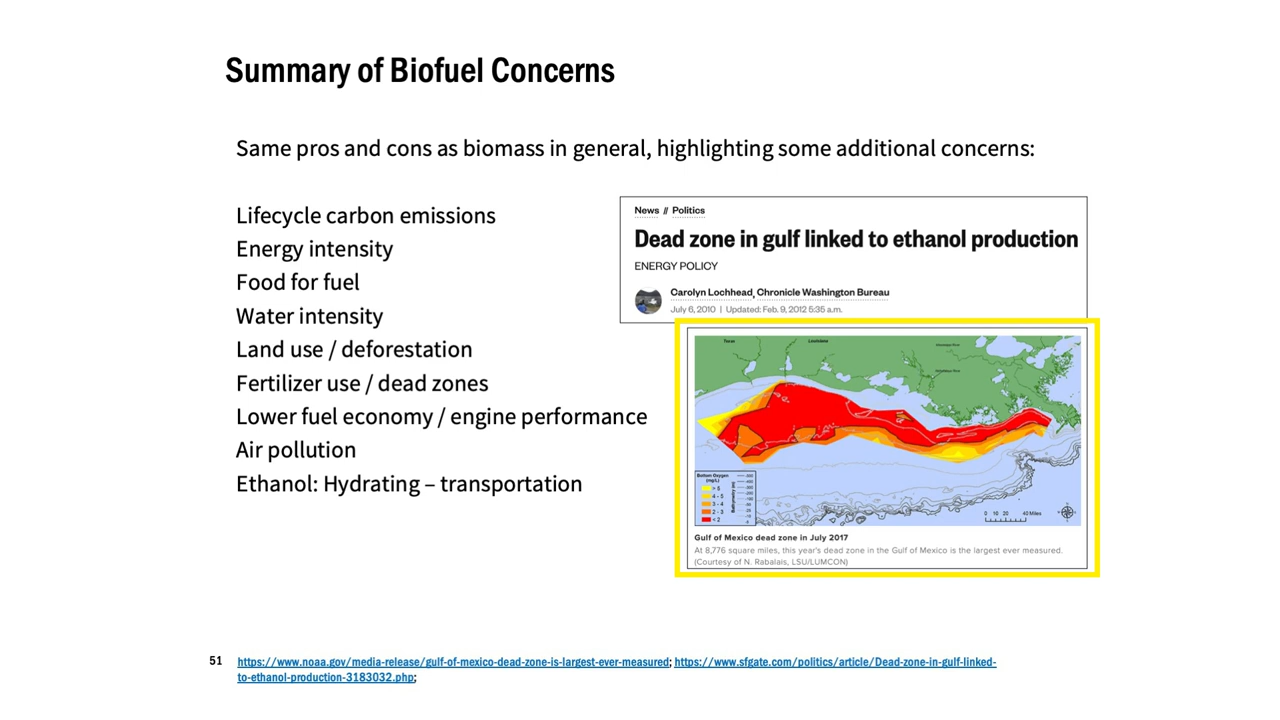 Summary of Biofuel Concerns
Same pros and cons as biomass in general, highlighting some additional concerns:
Lifecycle carbon emissions
Energy intensity
Food for fuel
Water intensity
Land use / deforestation
Fertilizer use / dead zones
Lower fuel economy / engine performance
Air pollution
Ethanol: Hydrating – transportation
News // Politics
Dead zone in gulf linked to ethanol production
ENERGY POLICY
Carolyn Lochhead, Chronicle Washington Bureau
July 6, 2010 | Updated: Feb. 9, 2012 5:35 a.m.
Texas
Louisiana
Bottom Oxygen
(mg/L)
> 5
4 - 5
3 - 4
2 - 3
< 2
Bathymetry (m)
0 10 20 40 Miles
Gulf of Mexico dead zone in July 2017
At 8,776 square miles, this year's dead zone in the Gulf of Mexico is the largest ever measured.
(Courtesy of N. Rabalais, LSU/LUMCON)
51
https://www.noaa.gov/media-release/gulf-of-mexico-dead-zone-is-largest-ever-measured; https://www.sfgate.com/politics/article/Dead-zone-in-gulf-linked-
to-ethanol-production-3183032.php;